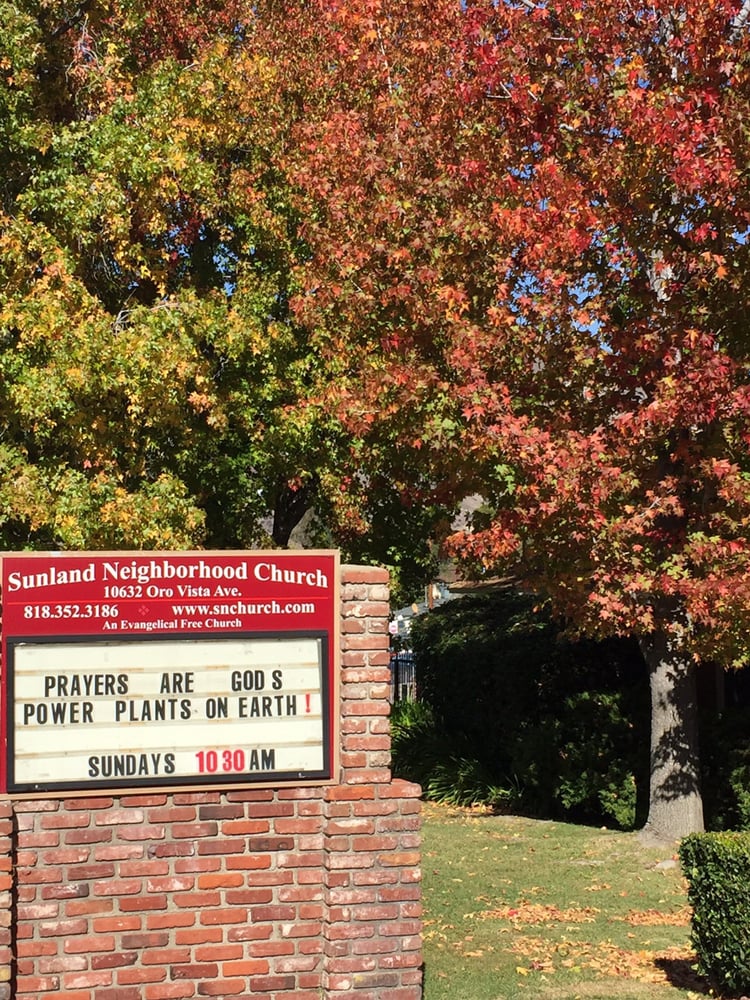 Sunland Neighborhood Church
10632 Oro Vista Ave.
818.352.3186 www.snchurch.com
An Evangelical Free Church
PRAYERS ARE GOD S
POWER PLANTS ON EARTH!
SUNDAYS 10 30 AM